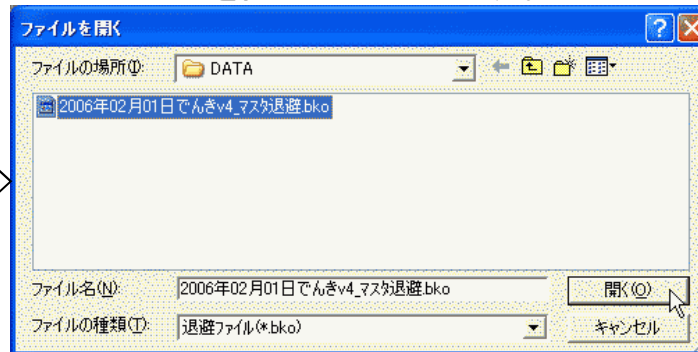 ファイルを開く
ファイルの場所(I):
DATA
2006年02月01日でんきv4_マスタ退避.bko
ファイル名(N):
2006年02月01日でんきv4_マスタ退避.bko
開く(O)
ファイルの種類(T):
退避ファイル(*.bko)
キャンセル